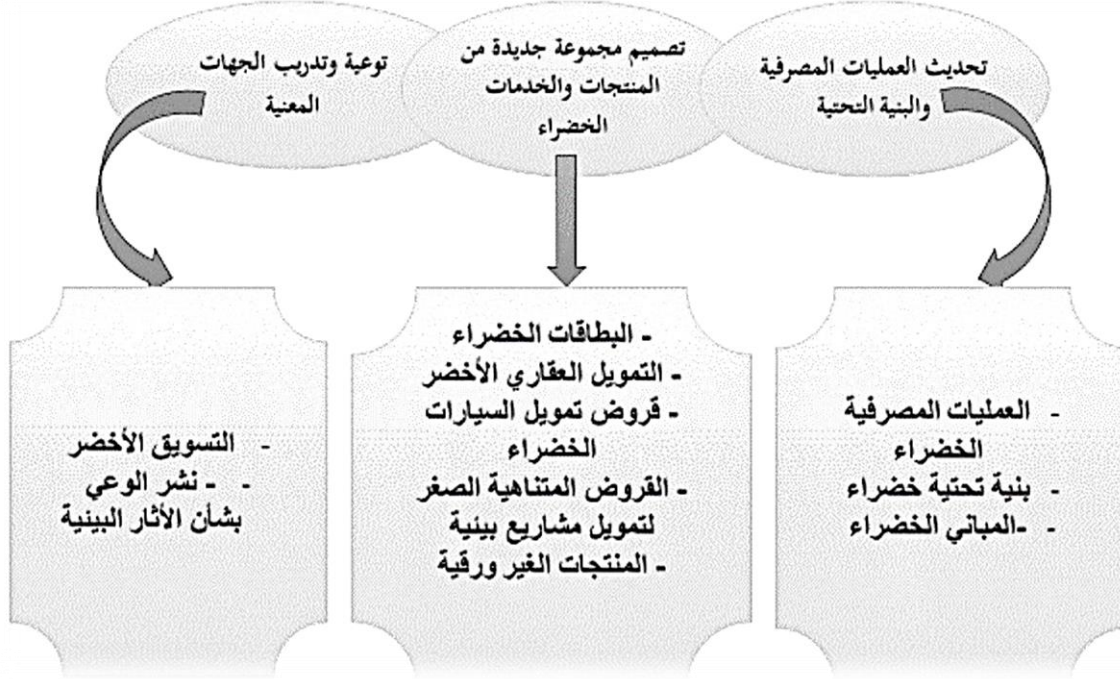 تحديث العمليات المصرفية
والبنية التحتية
تصميم مجموعة جديدة من
المنتجات والخدمات
الخضراء
توعية وتدريب الجهات
المعنية
- العمليات المصرفية
الخضراء
- بنية تحتية خضراء
- -المباني الخضراء
- البطاقات الخضراء
- التمويل العقاري الأخضر
- قروض تمويل السيارات
الخضراء
- القروض المتناهية الصغر
لتمويل مشاريع بيئية
- المنتجات الغير ورقية
- التسويق الأخضر
- - نشر الوعي
بشأن الأثار البيئية